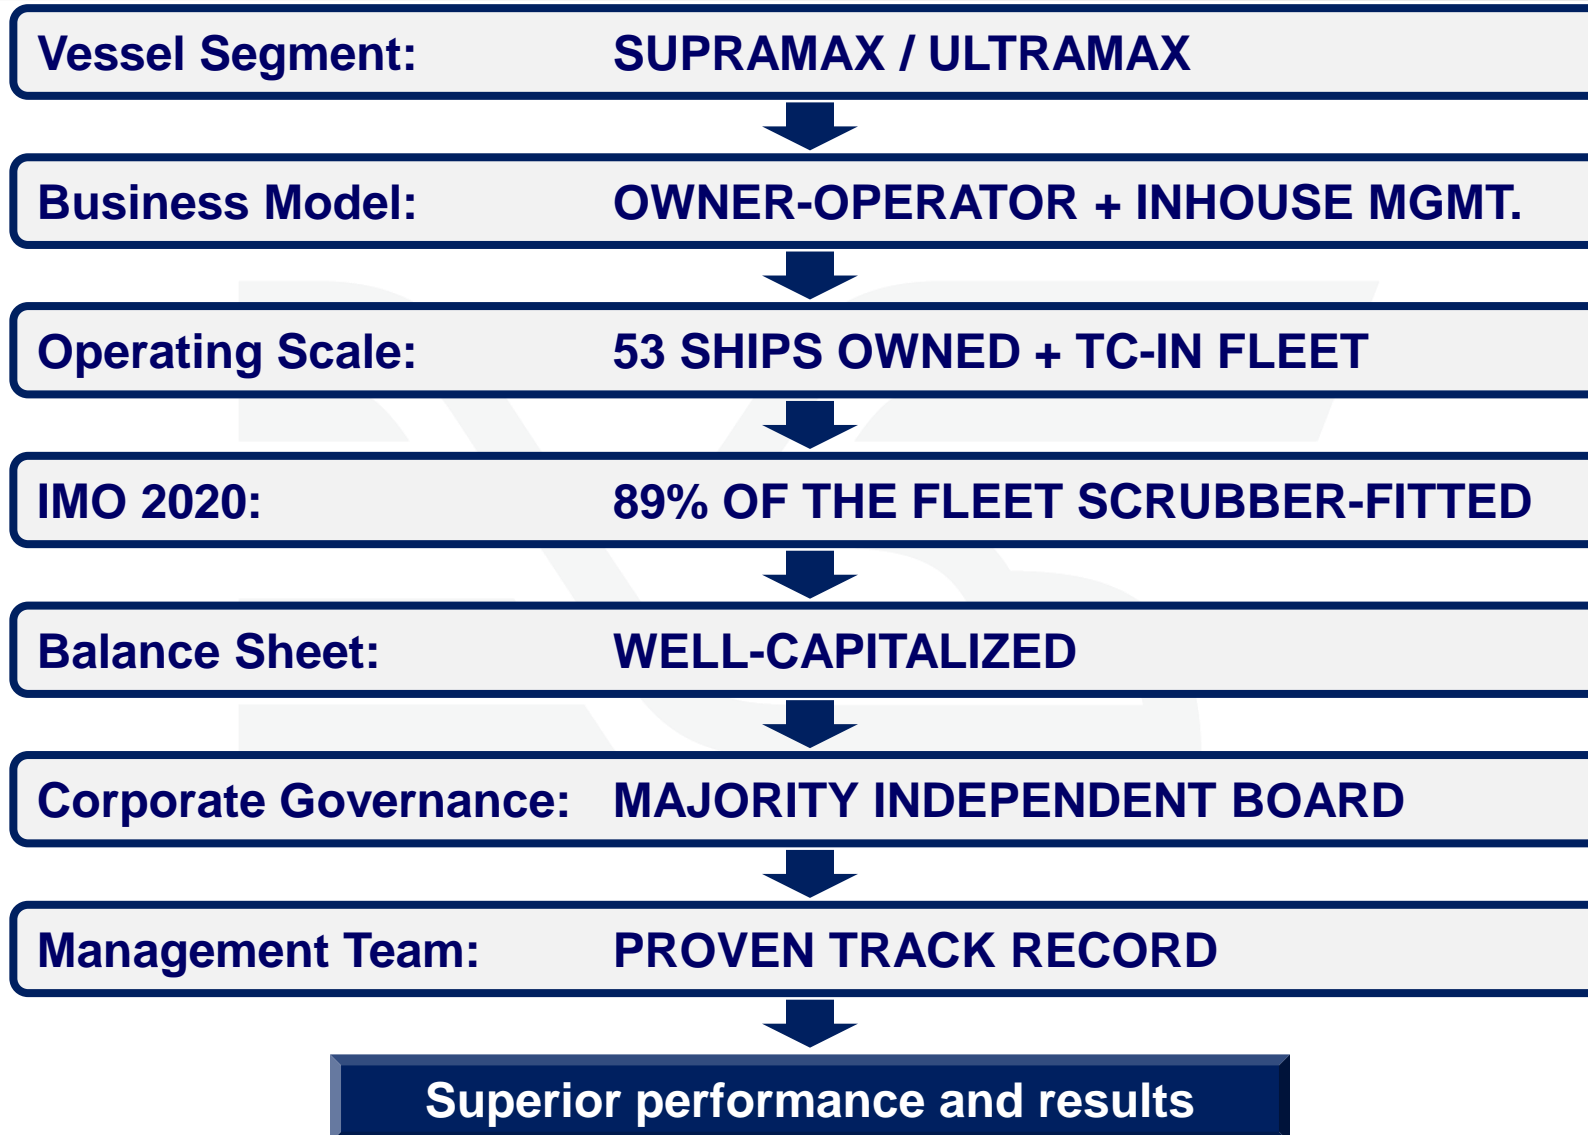 Vessel Segment: SUPRAMAX / ULTRAMAX
Business Model: OWNER-OPERATOR + INHOUSE MGMT.
Operating Scale: 53 SHIPS OWNED + TC-IN FLEET
IMO 2020: 89% OF THE FLEET SCRUBBER-FITTED
Balance Sheet: WELL-CAPITALIZED
Corporate Governance: MAJORITY INDEPENDENT BOARD
Management Team: PROVEN TRACK RECORD
Superior performance and results